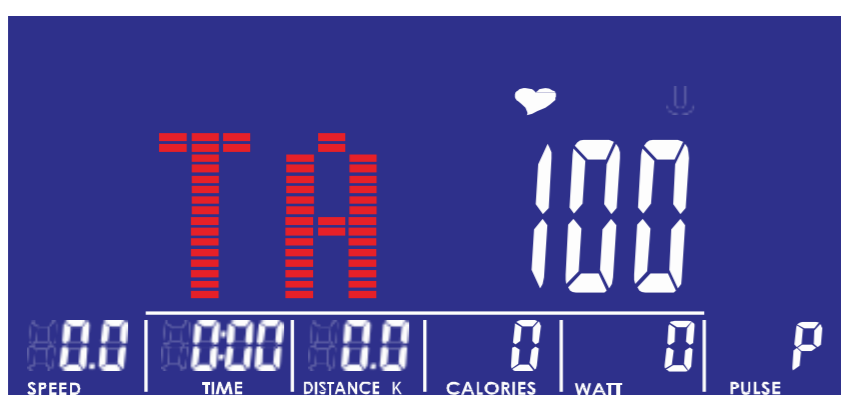 TA 100
0.0 0:00 0.0 0 0 P
SPEED TIME DISTANCE K CALORIES WATT PULSE